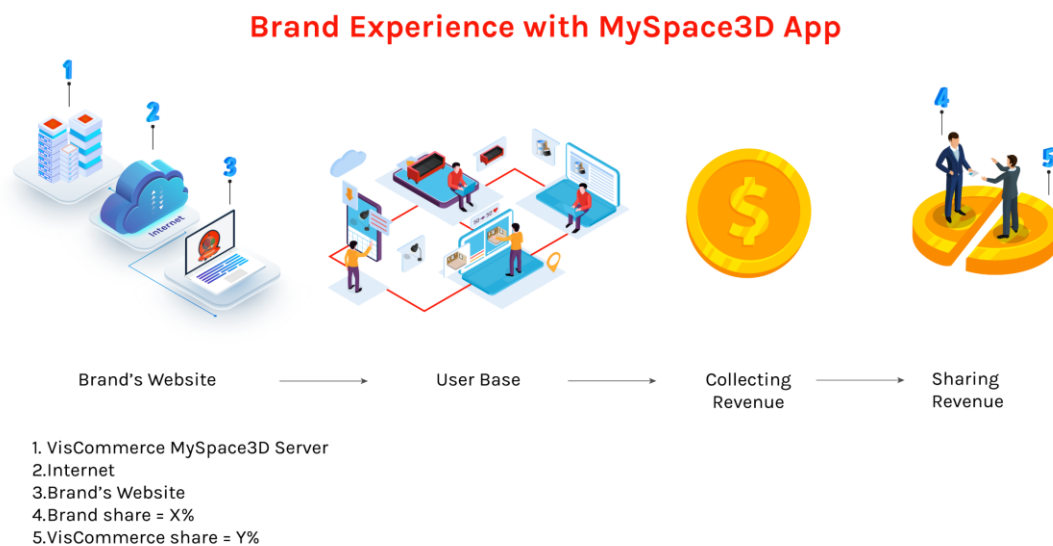 Brand Experience with MySpace3D App
1
2
3
4
5
Internet
Brand's Website
User Base
Collecting
Revenue
Sharing
Revenue
1. VisCommerce MySpace3D Server
2.Internet
3.Brand's Website
4.Brand share = X%
5.VisCommerce share = Y%